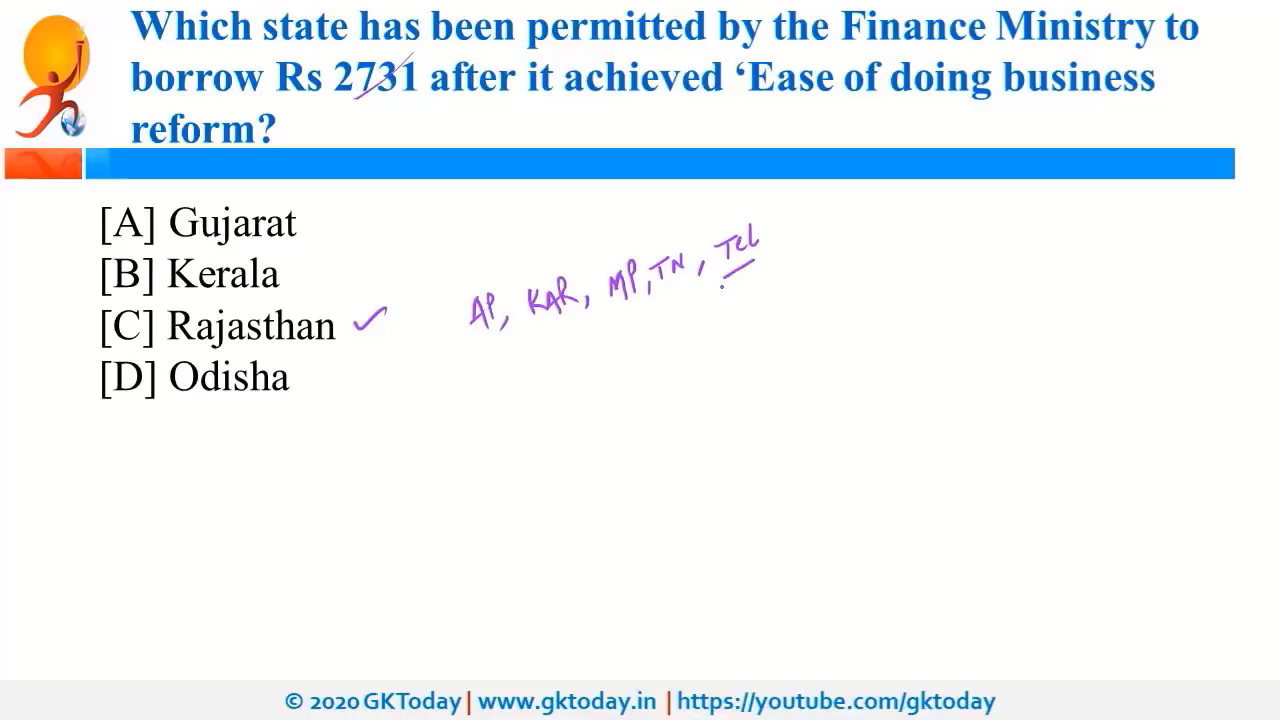 Which state has been permitted by the Finance Ministry to
borrow Rs 2731 after it achieved ‘Ease of doing business
reform?
[A] Gujarat
[B] Kerala
[C] Rajasthan
[D] Odisha
AP, KAR, MP, TN, Tel
© 2020 GKToday | www.gktoday.in | https://youtube.com/gktoday